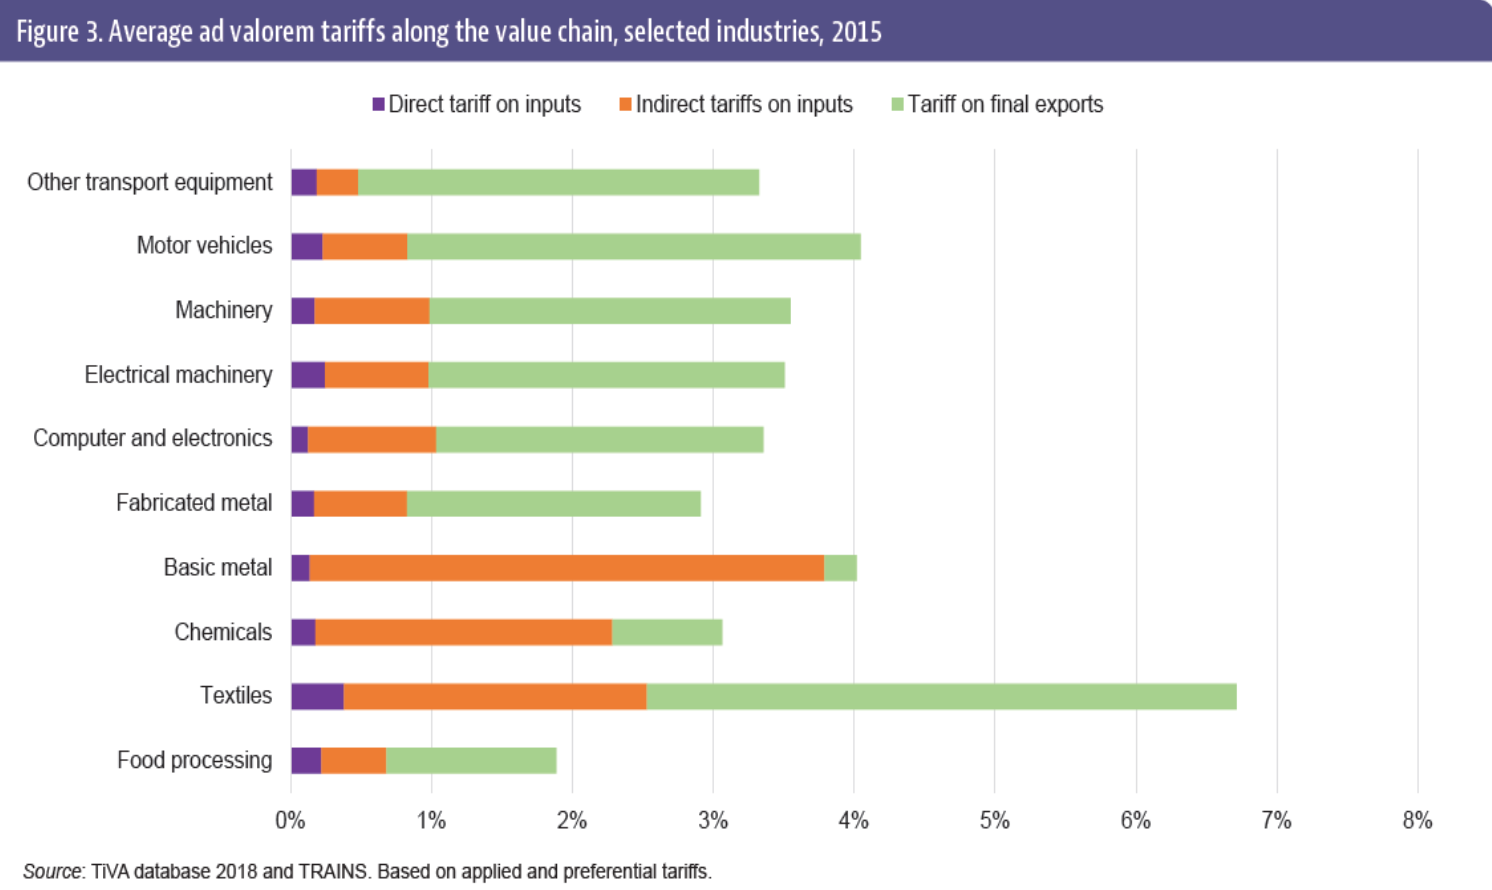 Figure 3. Average ad valorem tariffs along the value chain, selected industries, 2015
Direct tariff on inputs Indirect tariffs on inputs Tariff on final exports
Other transport equipment
Motor vehicles
Machinery
Electrical machinery
Computer and electronics
Fabricated metal
Basic metal
Chemicals
Textiles
Food processing
0% 1% 2% 3% 4% 5% 6% 7% 8%
Source: TiVA database 2018 and TRAINS. Based on applied and preferential tariffs.